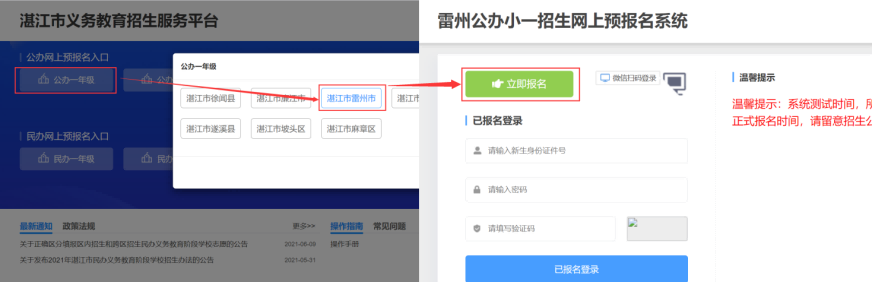 湛江市义务教育招生服务平台
公办网上预报名入口
公办一年级
公办
民办网上预报名入口
民办一年级
民办
公办一年级
湛江市徐闻县
湛江市廉江市
湛江市雷州市
湛江市
湛江市遂溪县
湛江市坡头区
湛江市麻章区
最新通知
政策法规
更多>>
关于正确区分填报区内招生和跨区招生民办义务教育阶段学校志愿的公告
2021-06-09
关于发布2021年湛江市民办义务教育阶段学校招生办法的公告
2021-05-31
操作指南
常见问题
操作手册
雷州公办小一招生网上预报名系统
立即报名
微信扫码登录
已报名登录
请输入新生身份证件号
请输入密码
请填写验证码
已报名登录
温馨提示
温馨提示：系统测试时间，
正式报名时间，请留意招生